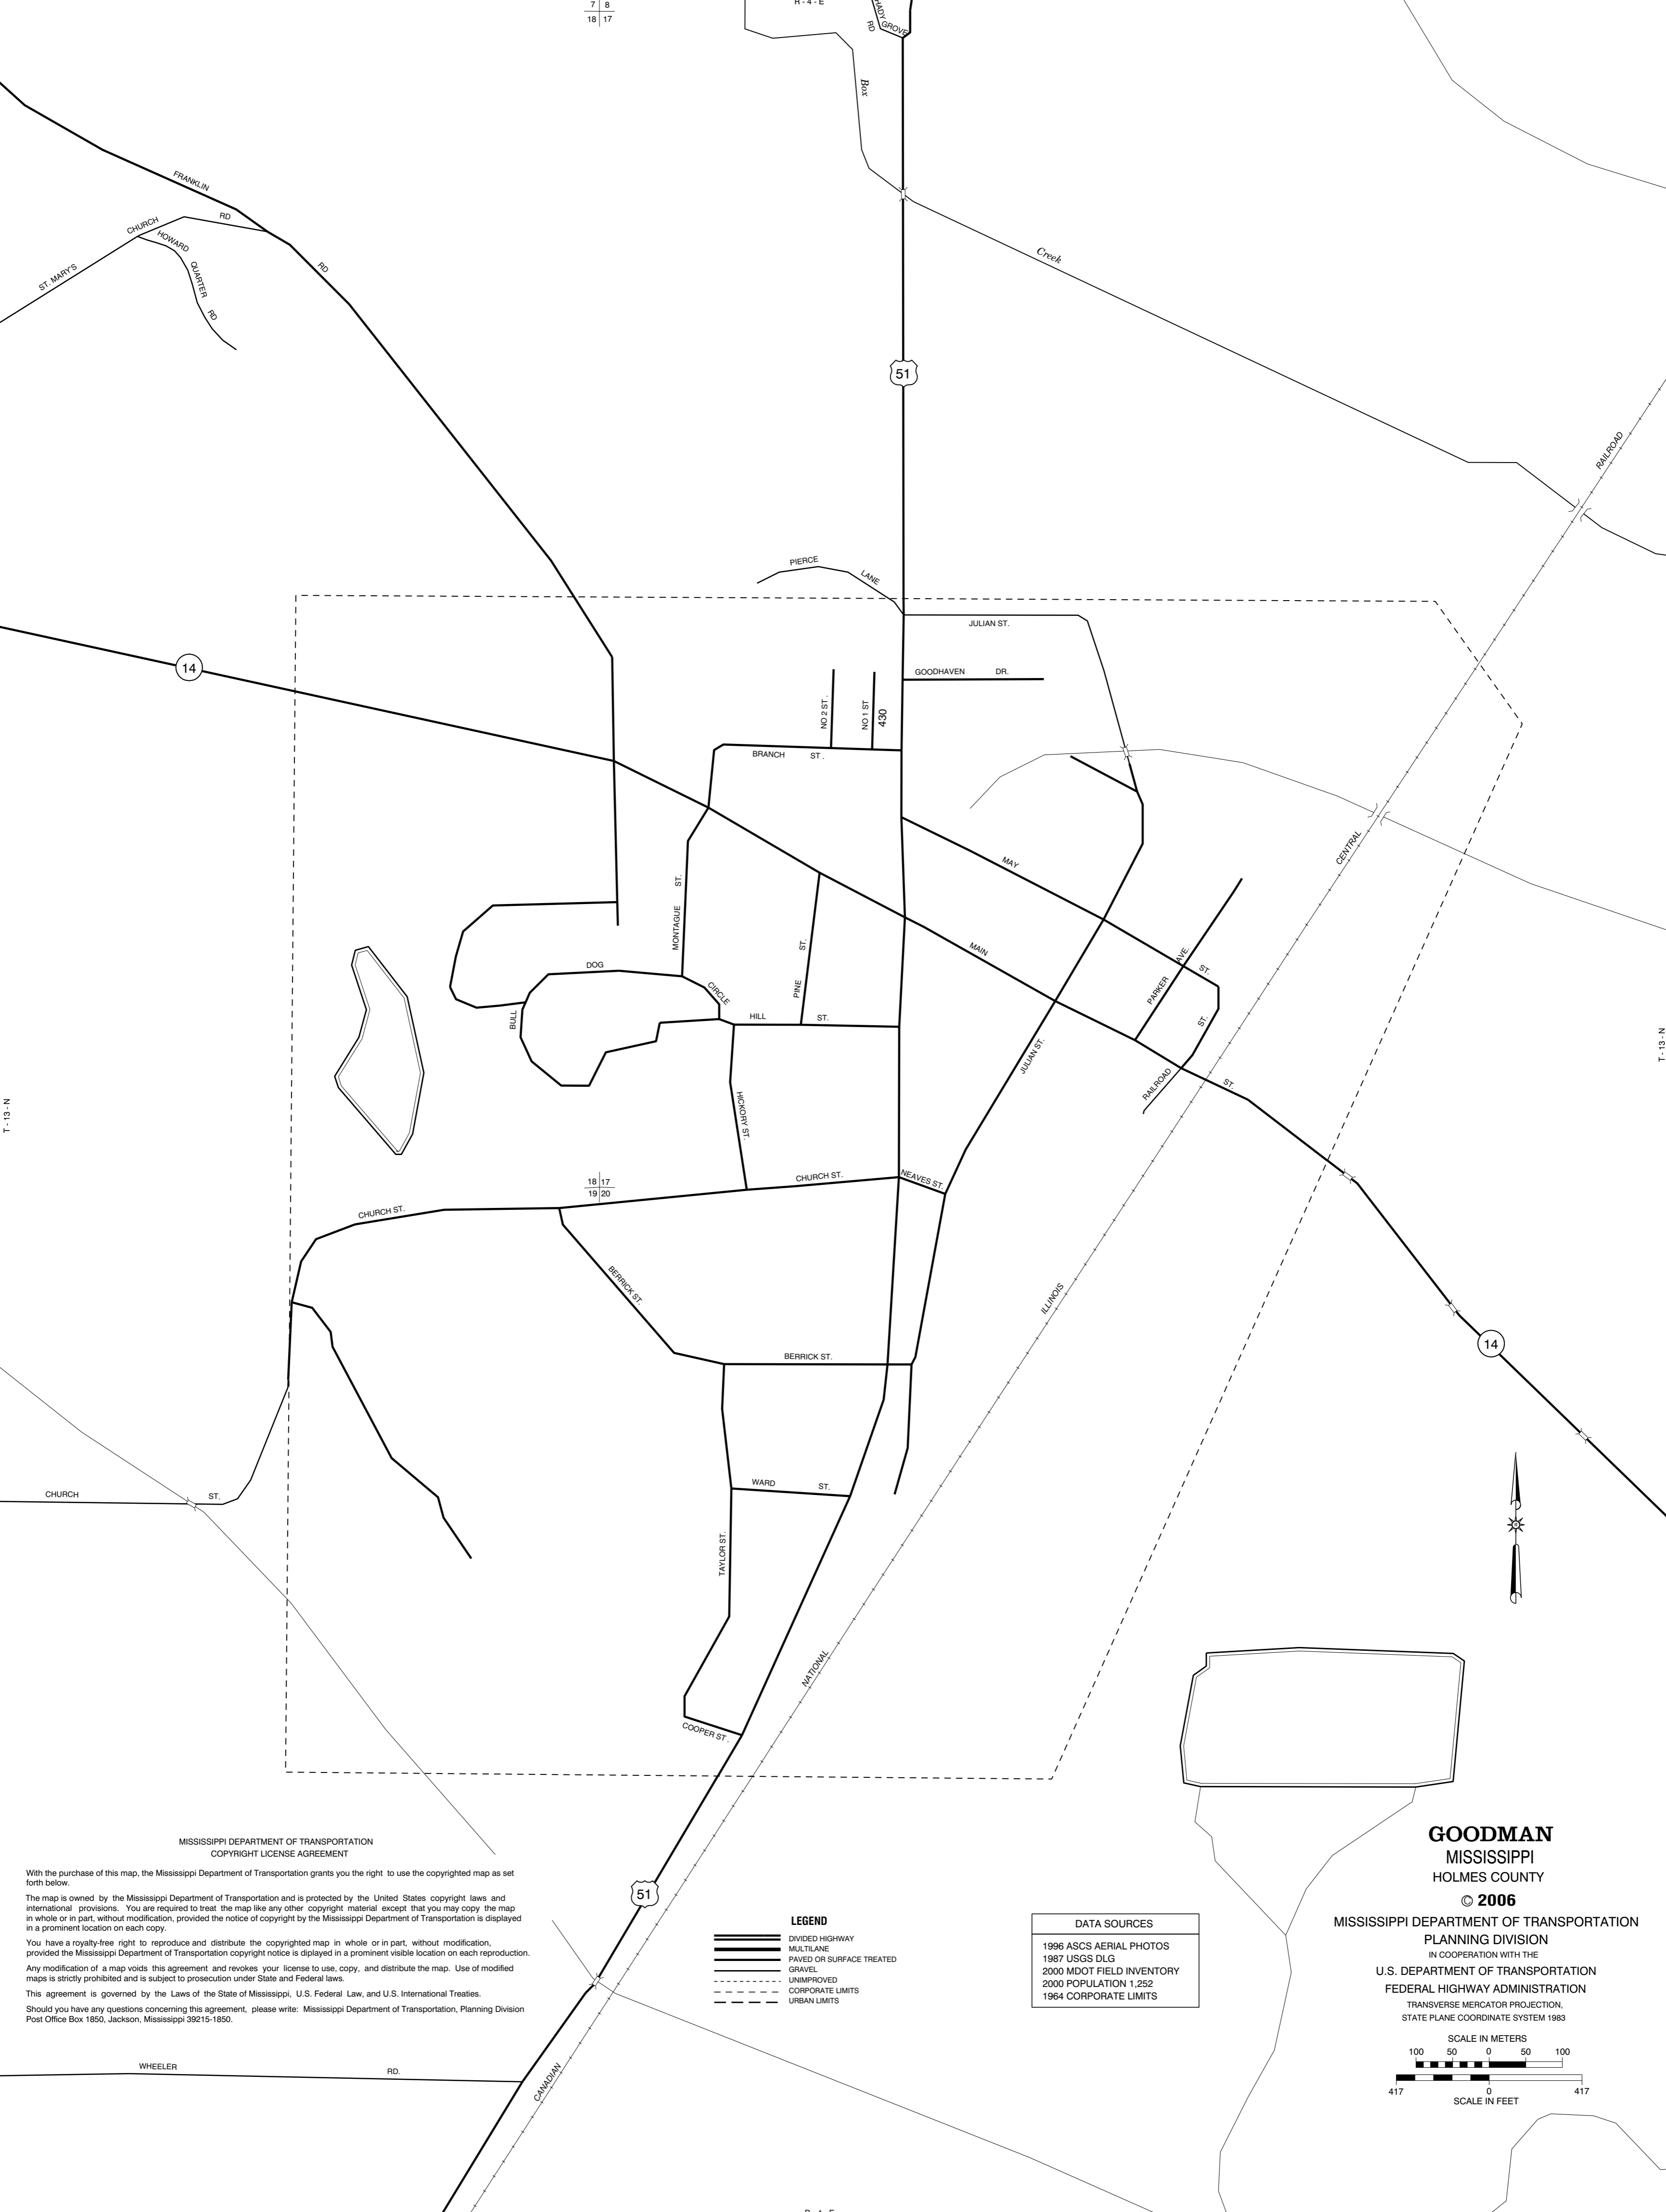 7 8
18 17
R - 4 - E
GROVE
RD
Box
FRANKLIN
RD
CHURCH
RD
HOWARD
QUARTER
RD
ST. MARY'S
Creek
51
RAILROAD
PIERCE
LANE
JULIAN ST.
14
GOODHAVEN DR.
NO 2 ST .
NO 1 ST
430
BRANCH ST .
MAY
CENTRAL
MONTAGUE ST.
MAIN
AVE.
ST.
DOG
CIRCLE
PINE ST.
PARKER
BULL
HILL ST.
ST.
JULIAN ST.
RAILROAD
ST.
T - 13 - N
T - 13 - N
HICKORY ST.
18 17
19 20
CHURCH ST.
NEAVES ST.
CHURCH ST.
BERRICK ST.
ILLINOIS
BERRICK ST.
14
WARD ST.
CHURCH ST.
TAYLOR ST.
NATIONAL
COOPER ST .
51
CANADIAN
WHEELER RD.
MISSISSIPPI DEPARTMENT OF TRANSPORTATION
COPYRIGHT LICENSE AGREEMENT
With the purchase of this map, the Mississippi Department of Transportation grants you the right to use the copyrighted map as set
forth below.
The map is owned by the Mississippi Department of Transportation and is protected by the United States copyright laws and
international provisions. You are required to treat the map like any other copyright material except that you may copy the map
in whole or in part, without modification, provided the notice of copyright by the Mississippi Department of Transportation is displayed
in a prominent location on each copy.
You have a royalty-free right to reproduce and distribute the copyrighted map in whole or in part, without modification,
provided the Mississippi Department of Transportation copyright notice is diplayed in a prominent visible location on each reproduction.
Any modification of a map voids this agreement and revokes your license to use, copy, and distribute the map. Use of modified
maps is strictly prohibited and is subject to prosecution under State and Federal laws.
This agreement is governed by the Laws of the State of Mississippi, U.S. Federal Law, and U.S. International Treaties.
Should you have any questions concerning this agreement, please write: Mississippi Department of Transportation, Planning Division
Post Office Box 1850, Jackson, Mississippi 39215-1850.
LEGEND
DIVIDED HIGHWAY
MULTILANE
PAVED OR SURFACE TREATED
GRAVEL
UNIMPROVED
CORPORATE LIMITS
URBAN LIMITS
DATA SOURCES
1996 ASCS AERIAL PHOTOS
1987 USGS DLG
2000 MDOT FIELD INVENTORY
2000 POPULATION 1,252
1964 CORPORATE LIMITS
GOODMAN
MISSISSIPPI
HOLMES COUNTY
© 2006
MISSISSIPPI DEPARTMENT OF TRANSPORTATION
PLANNING DIVISION
IN COOPERATION WITH THE
U.S. DEPARTMENT OF TRANSPORTATION
FEDERAL HIGHWAY ADMINISTRATION
TRANSVERSE MERCATOR PROJECTION,
STATE PLANE COORDINATE SYSTEM 1983
SCALE IN METERS
100 50 0 50 100
417 0 417
SCALE IN FEET